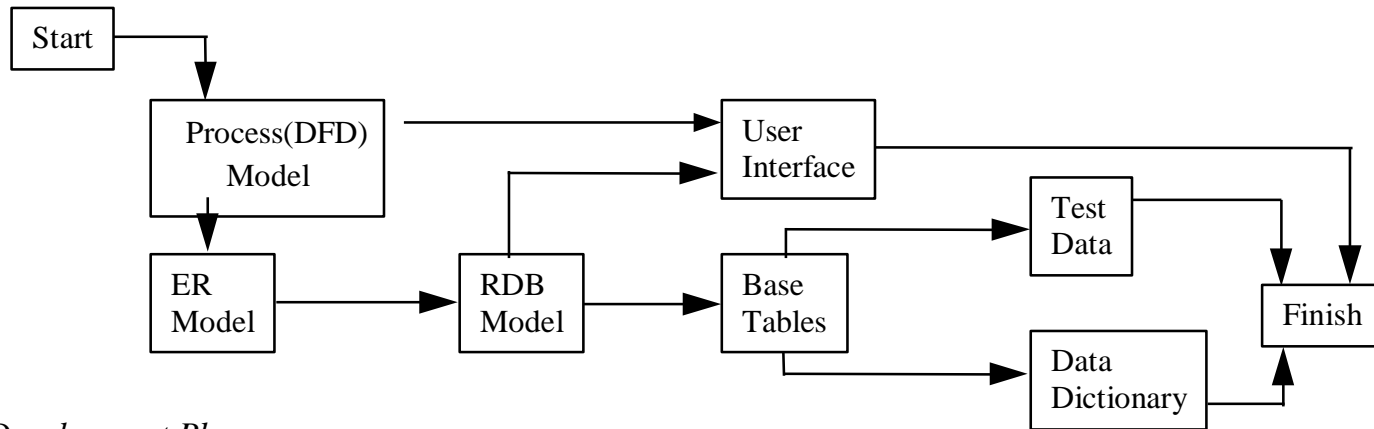 Start
Process(DFD)
Model
User
Interface
Test
Data
ER
Model
RDB
Model
Base
Tables
Finish
Data
Dictionary